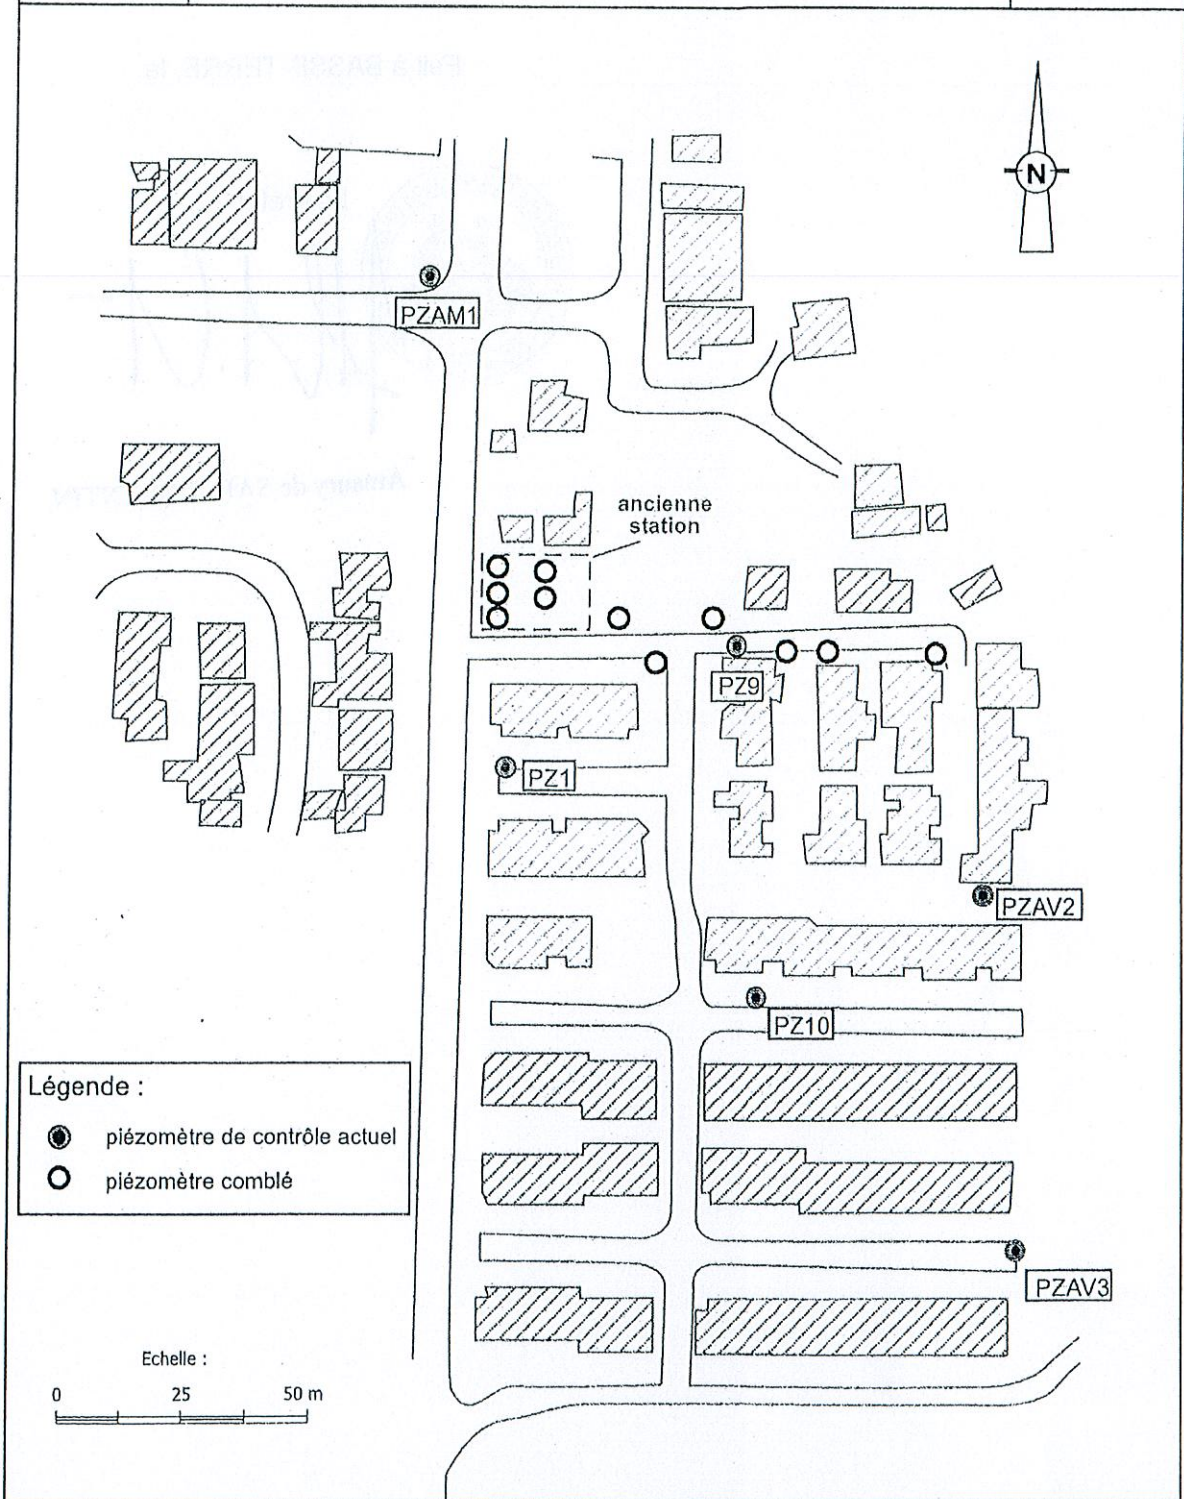 N
PZAM1
ancienne
station
PZ9
PZ1
PZAV2
PZ10
Légende :
piézomètre de contrôle actuel
piézomètre comblé
PZAV3
Echelle :
0 25 50 m